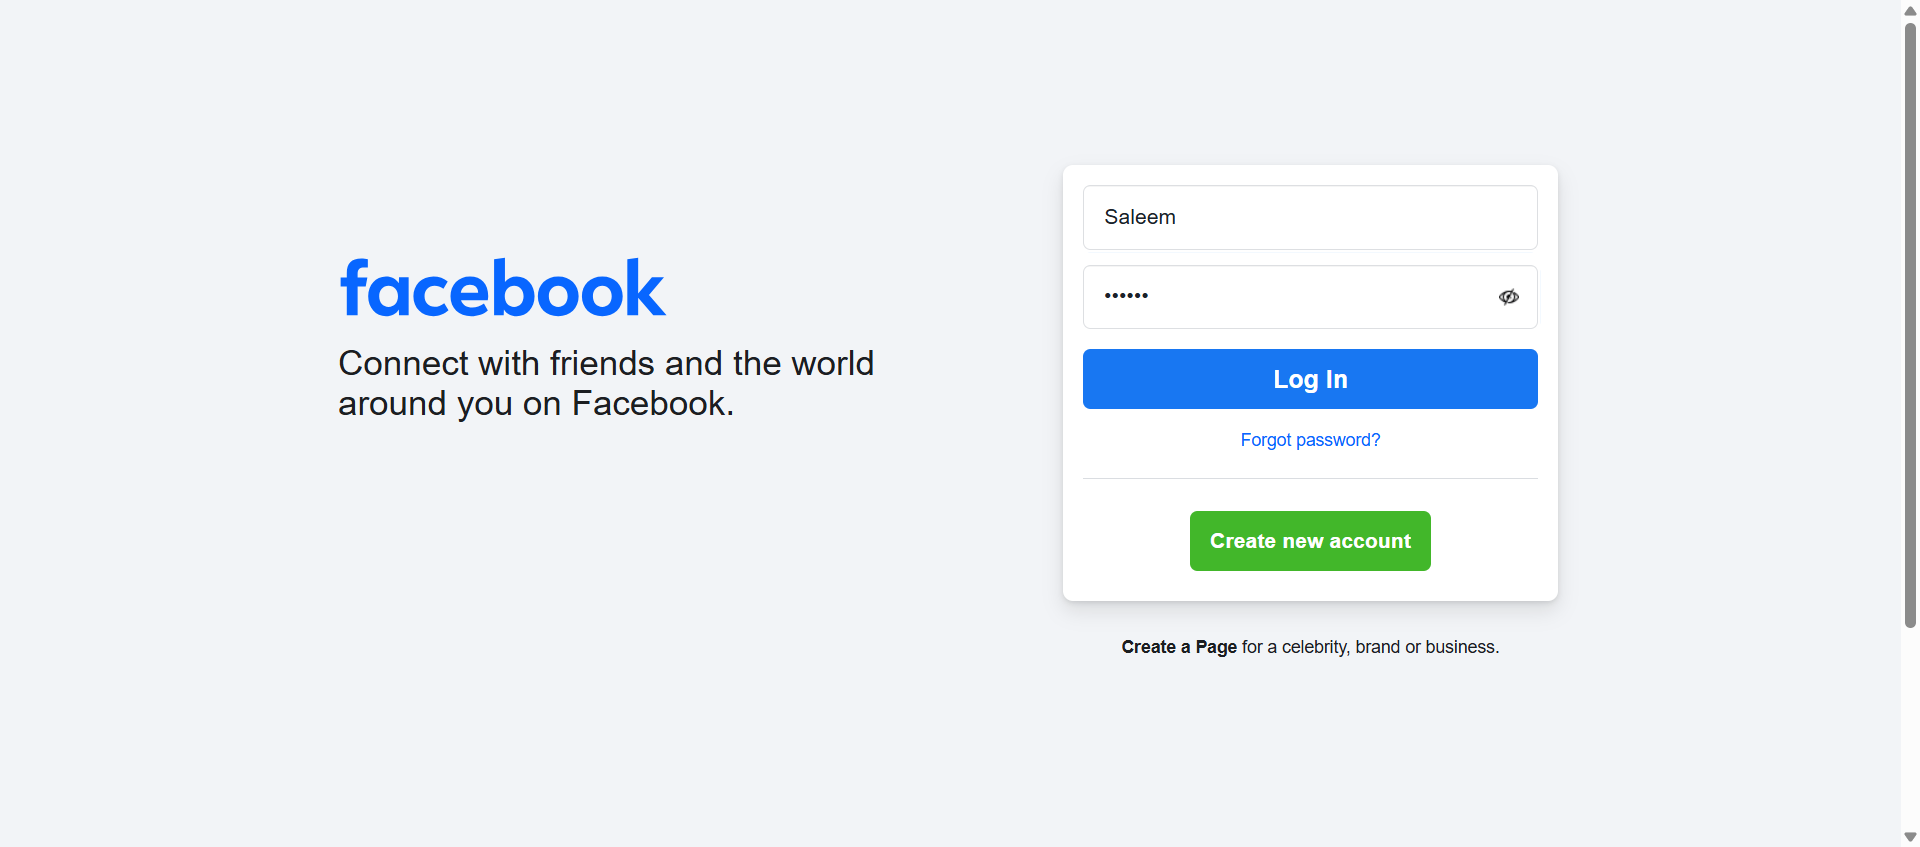 facebook
Connect with friends and the world
around you on Facebook.
Saleem
••••••
Log In
Forgot password?
Create new account
Create a Page for a celebrity, brand or business.